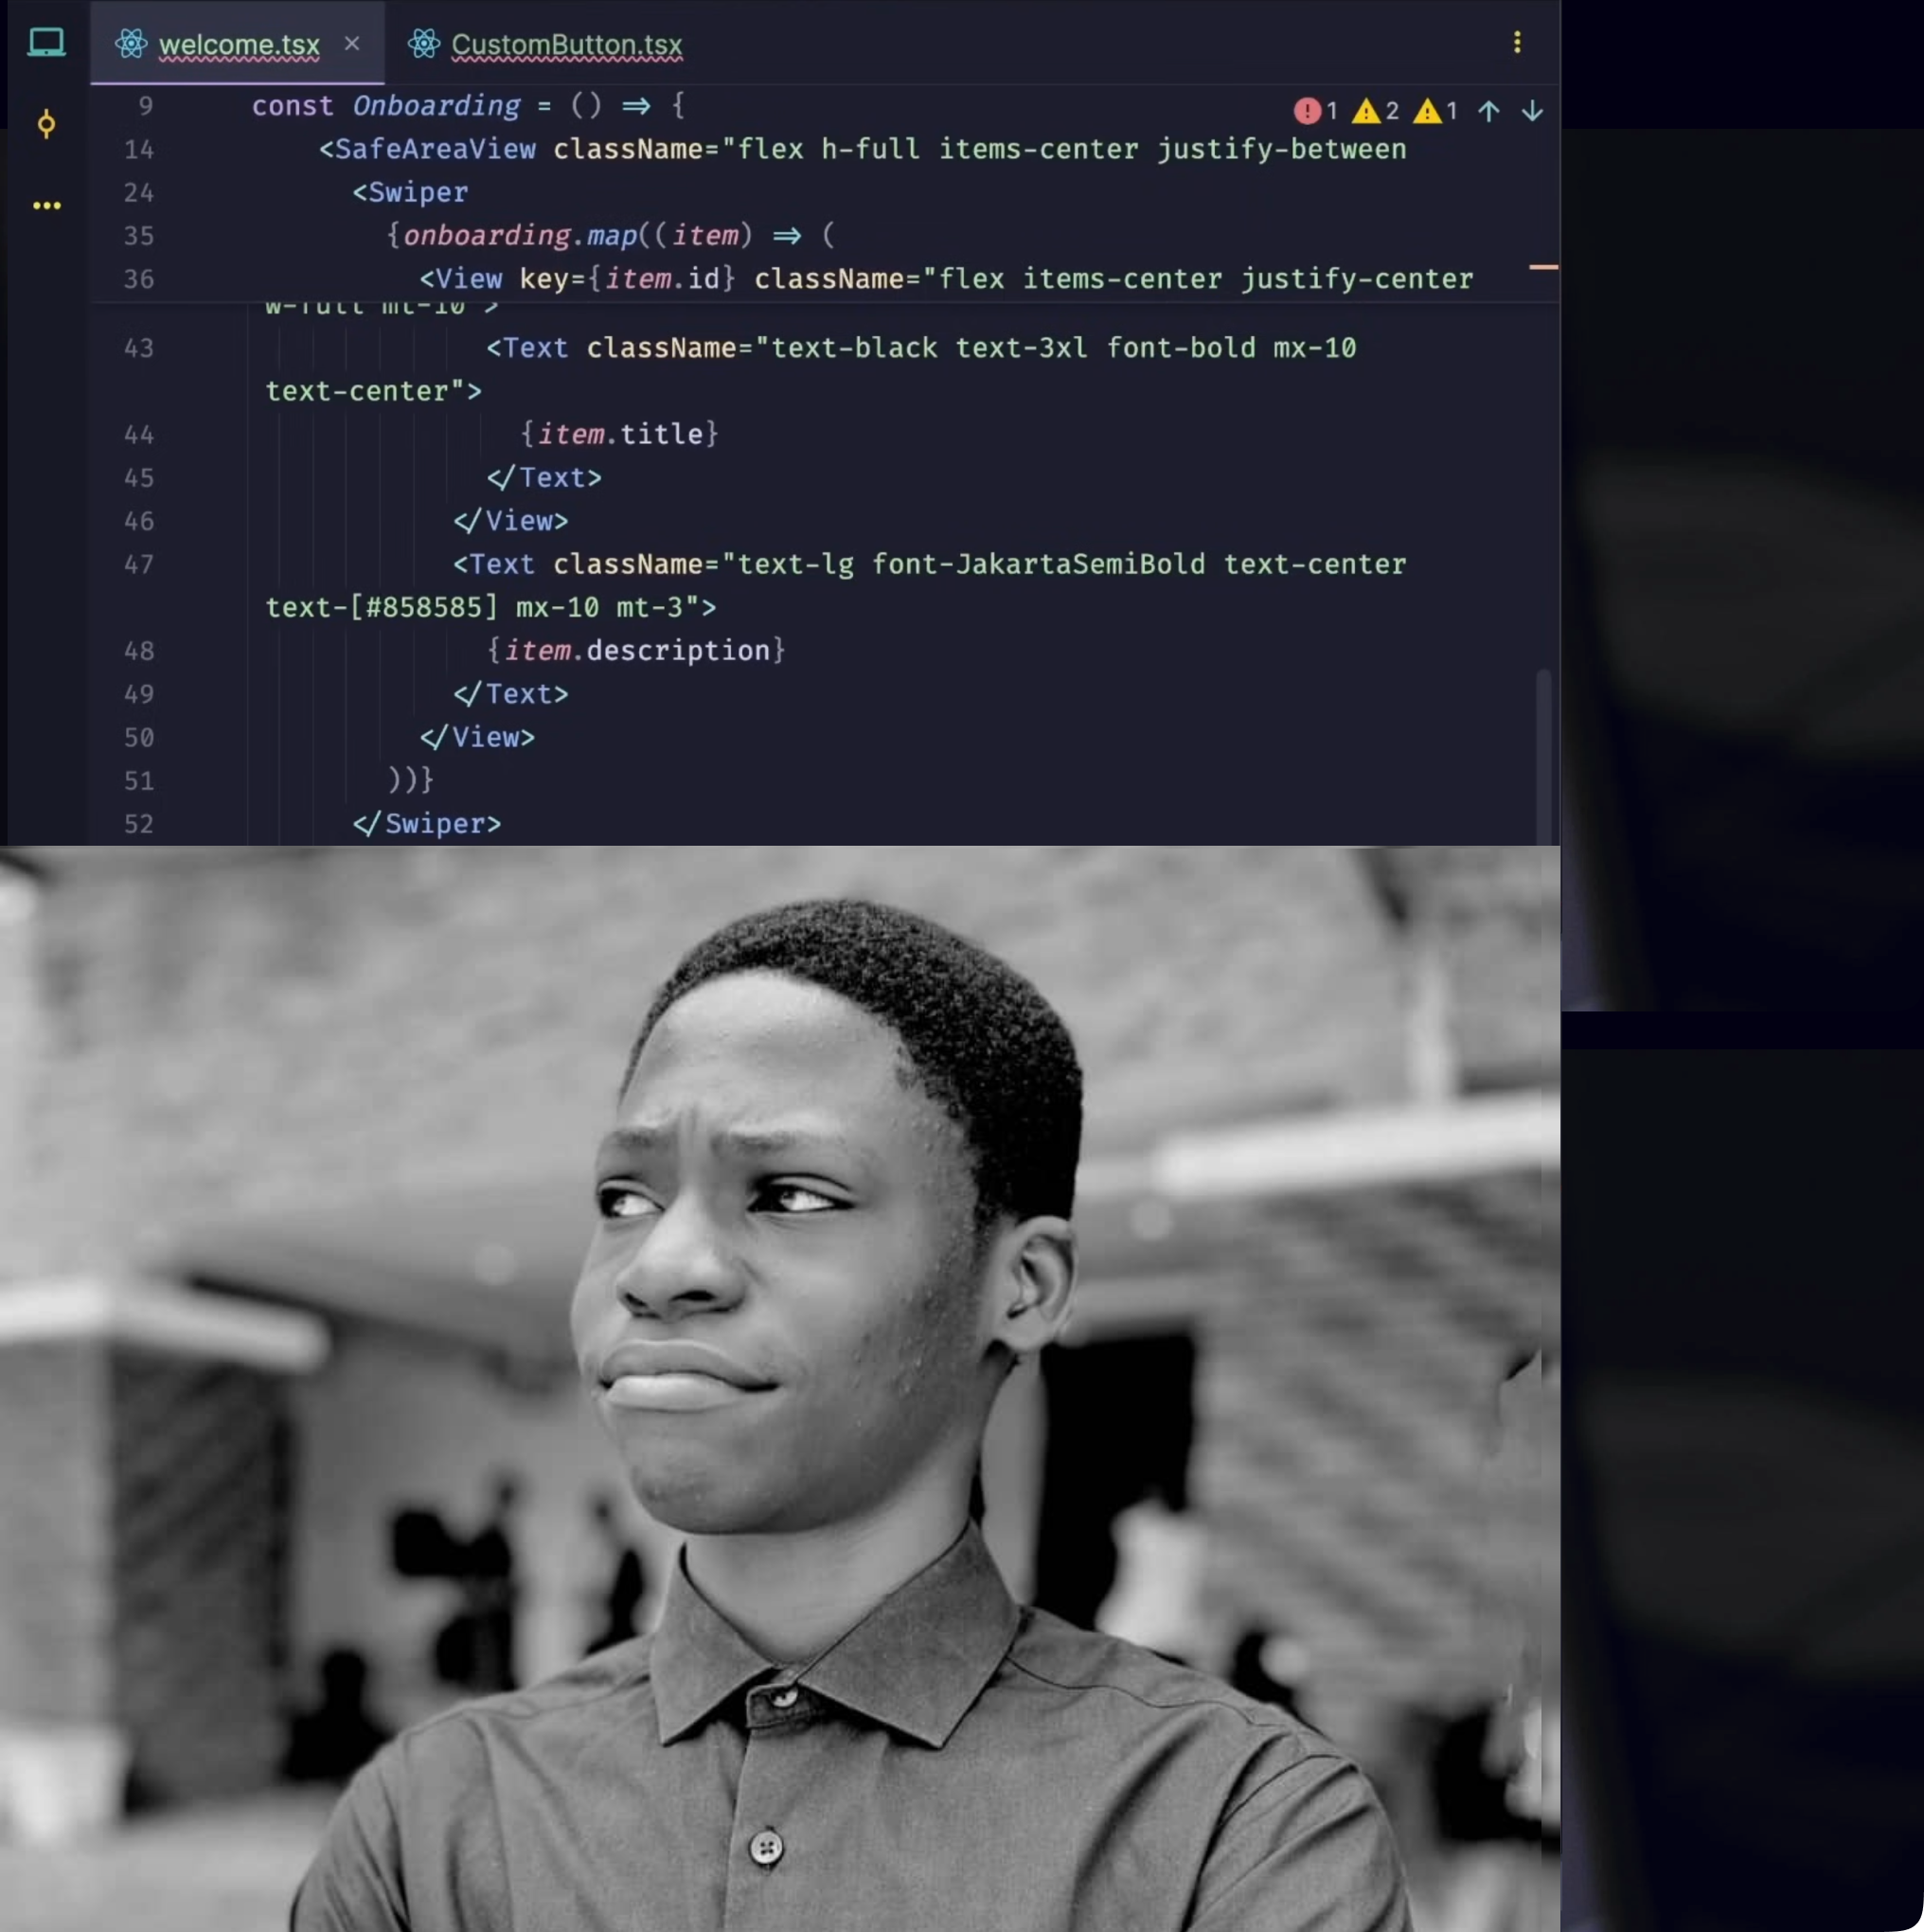 welcome.tsx ×
CustomButton.tsx
9 const Onboarding = () => {
1 2 1
14 <SafeAreaView className="flex h-full items-center justify-between
24 <Swiper
35 {onboarding.map((item) => (
36 <View key={item.id} className="flex items-center justify-center
w-full mt-10">
43 <Text className="text-black text-3xl font-bold mx-10
text-center">
44 {item.title}
45 </Text>
46 </View>
47 <Text className="text-lg font-JakartaSemiBold text-center
text-[#858585] mx-10 mt-3">
48 {item.description}
49 </Text>
50 </View>
51 ))}
52 </Swiper>